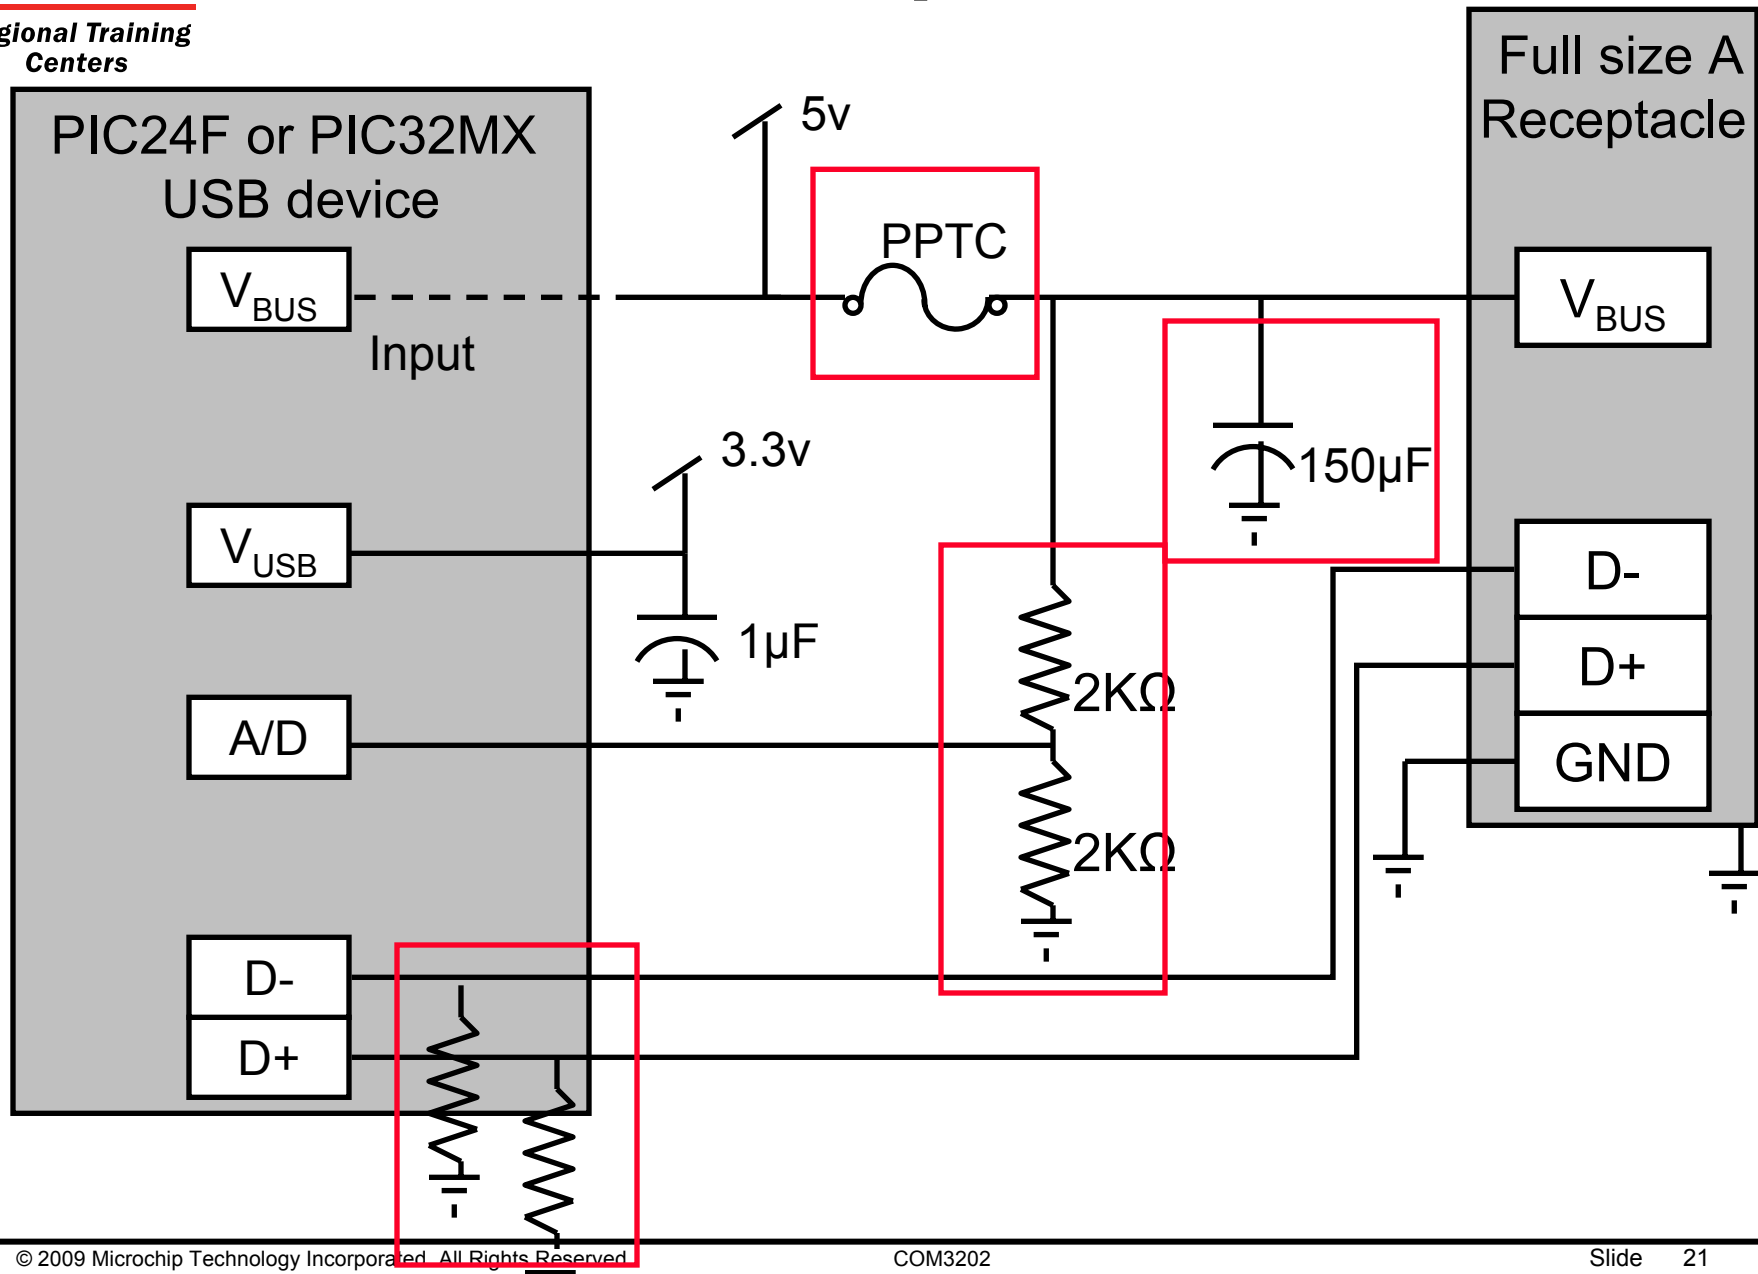 gional Training
Centers
PIC24F or PIC32MX
USB device
5v
Full size A
Receptacle
PPTC
VBUS
Input
VBUS
3.3v
150µF
VUSB
1µF
D-
2KΩ
D+
A/D
GND
2KΩ
D-
D+
© 2009 Microchip Technology Incorporated. All Rights Reserved
COM3202
Slide 21